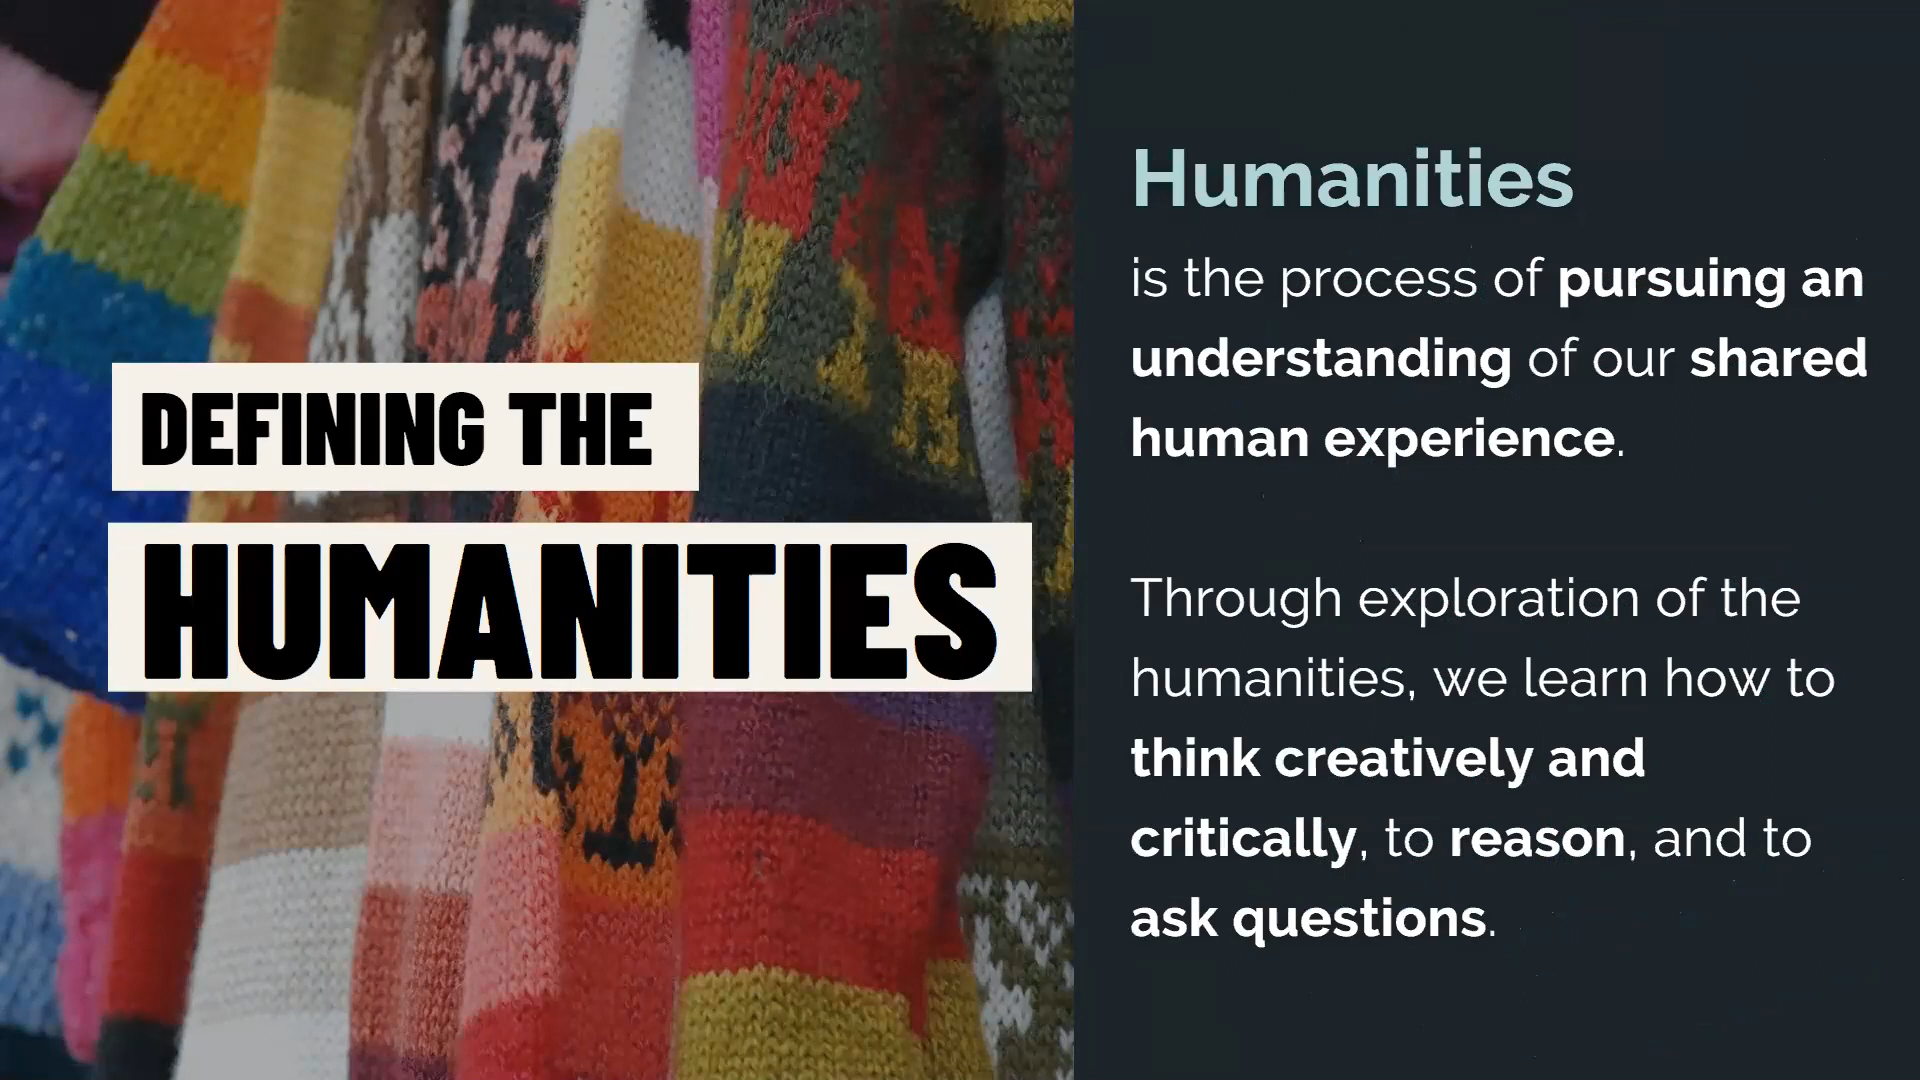 DEFINING THE
HUMANITIES
Humanities
is the process of pursuing an
understanding of our shared
human experience.
Through exploration of the
humanities, we learn how to
think creatively and
critically, to reason, and to
ask questions.